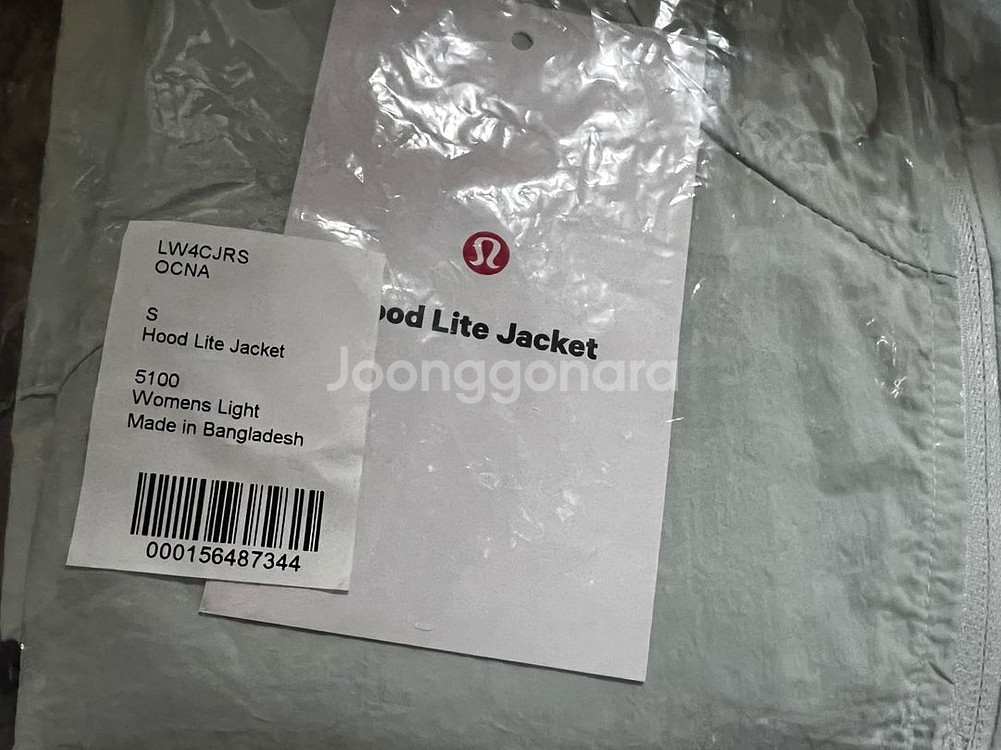 LW4CJRS
OCNA
S
Hood Lite Jacket
5100
Womens Light
Made in Bangladesh
000156487344
ood Lite Jacket
Joonggonara